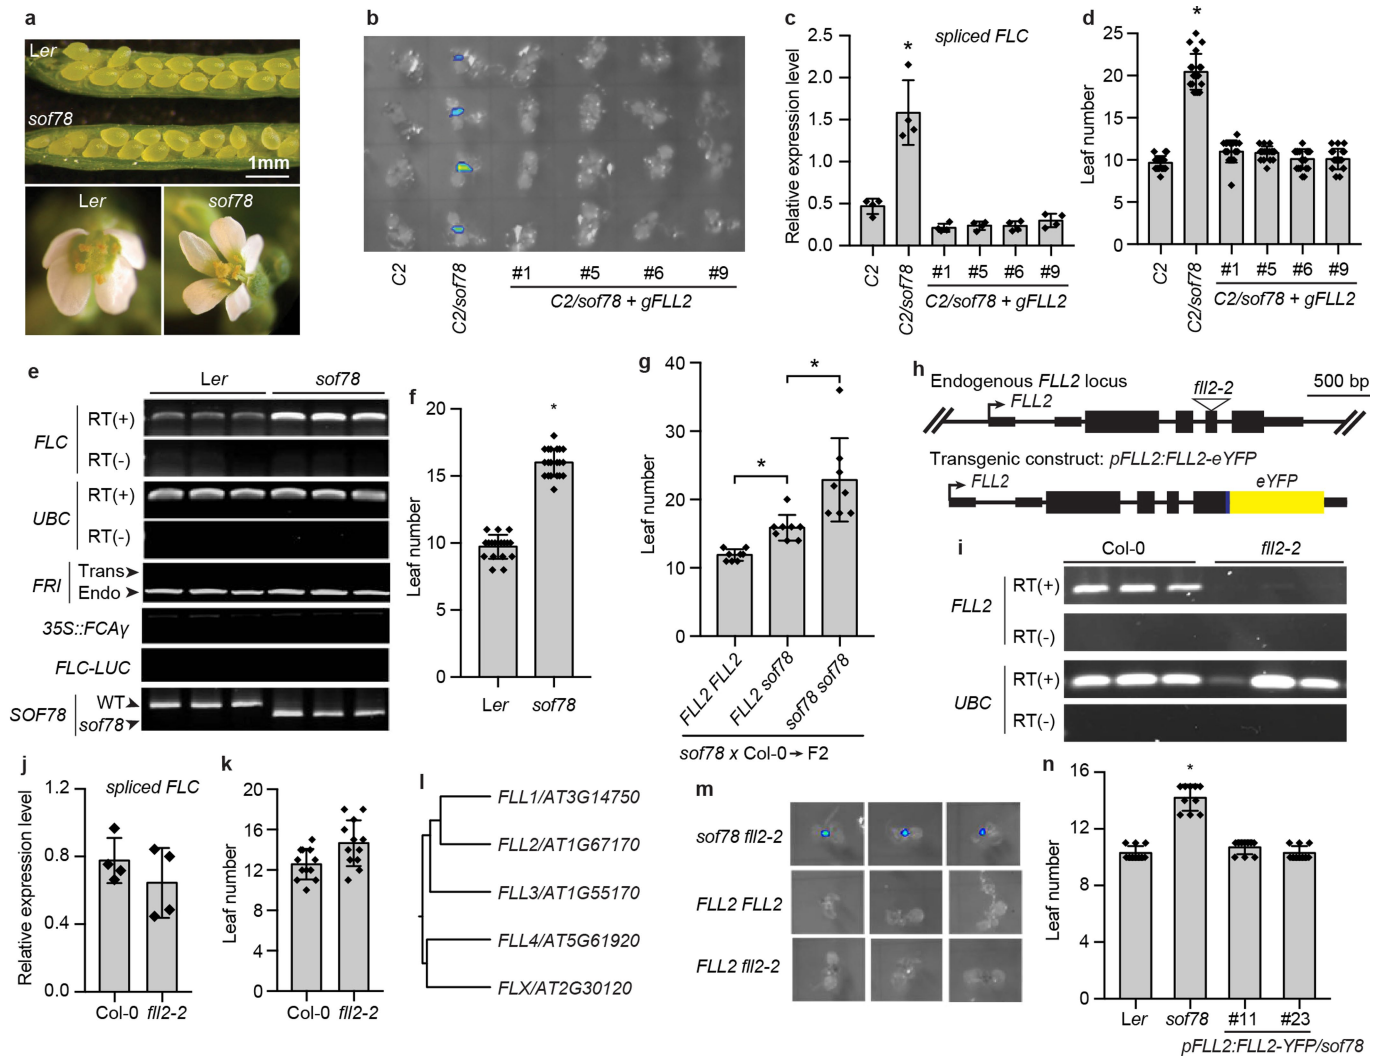 a
Ler
sof78
1mm
Ler
sof78
b
C2
C2/sof78
#1
#5
#6
#9
C2/sof78 + gFLL2
c
spliced FLC
Relative expression level
2.5
2.0
1.5
1.0
0.5
0.0
*
C2
C2/sof78
#1
#5
#6
#9
C2/sof78 + gFLL2
d
Leaf number
25
20
15
10
5
0
*
C2
C2/sof78
#1
#5
#6
#9
C2/sof78 + gFLL2
e
Ler
sof78
FLC
RT(+)
RT(-)
UBC
RT(+)
RT(-)
FRI
Trans
Endo
35S::FCAγ
FLC-LUC
SOF78
WT
sof78
f
Leaf number
20
15
10
5
0
*
Ler
sof78
g
Leaf number
40
30
20
10
0
*
*
FLL2 FLL2
FLL2 sof78
sof78 sof78
sof78 x Col-0→F2
h
Endogenous FLL2 locus
fll2-2
500 bp
FLL2
Transgenic construct: pFLL2:FLL2-eYFP
FLL2
eYFP
i
Col-0
fll2-2
FLL2
RT(+)
RT(-)
UBC
RT(+)
RT(-)
j
spliced FLC
Relative expression level
1.2
0.8
0.4
0.0
Col-0
fll2-2
k
Leaf number
20
16
12
8
4
0
Col-0
fll2-2
l
FLL1/AT3G14750
FLL2/AT1G67170
FLL3/AT1G55170
FLL4/AT5G61920
FLX/AT2G30120
m
sof78 fll2-2
FLL2 FLL2
FLL2 fll2-2
n
Leaf number
16
12
8
4
0
*
Ler
sof78
#11
#23
pFLL2:FLL2-YFP/sof78